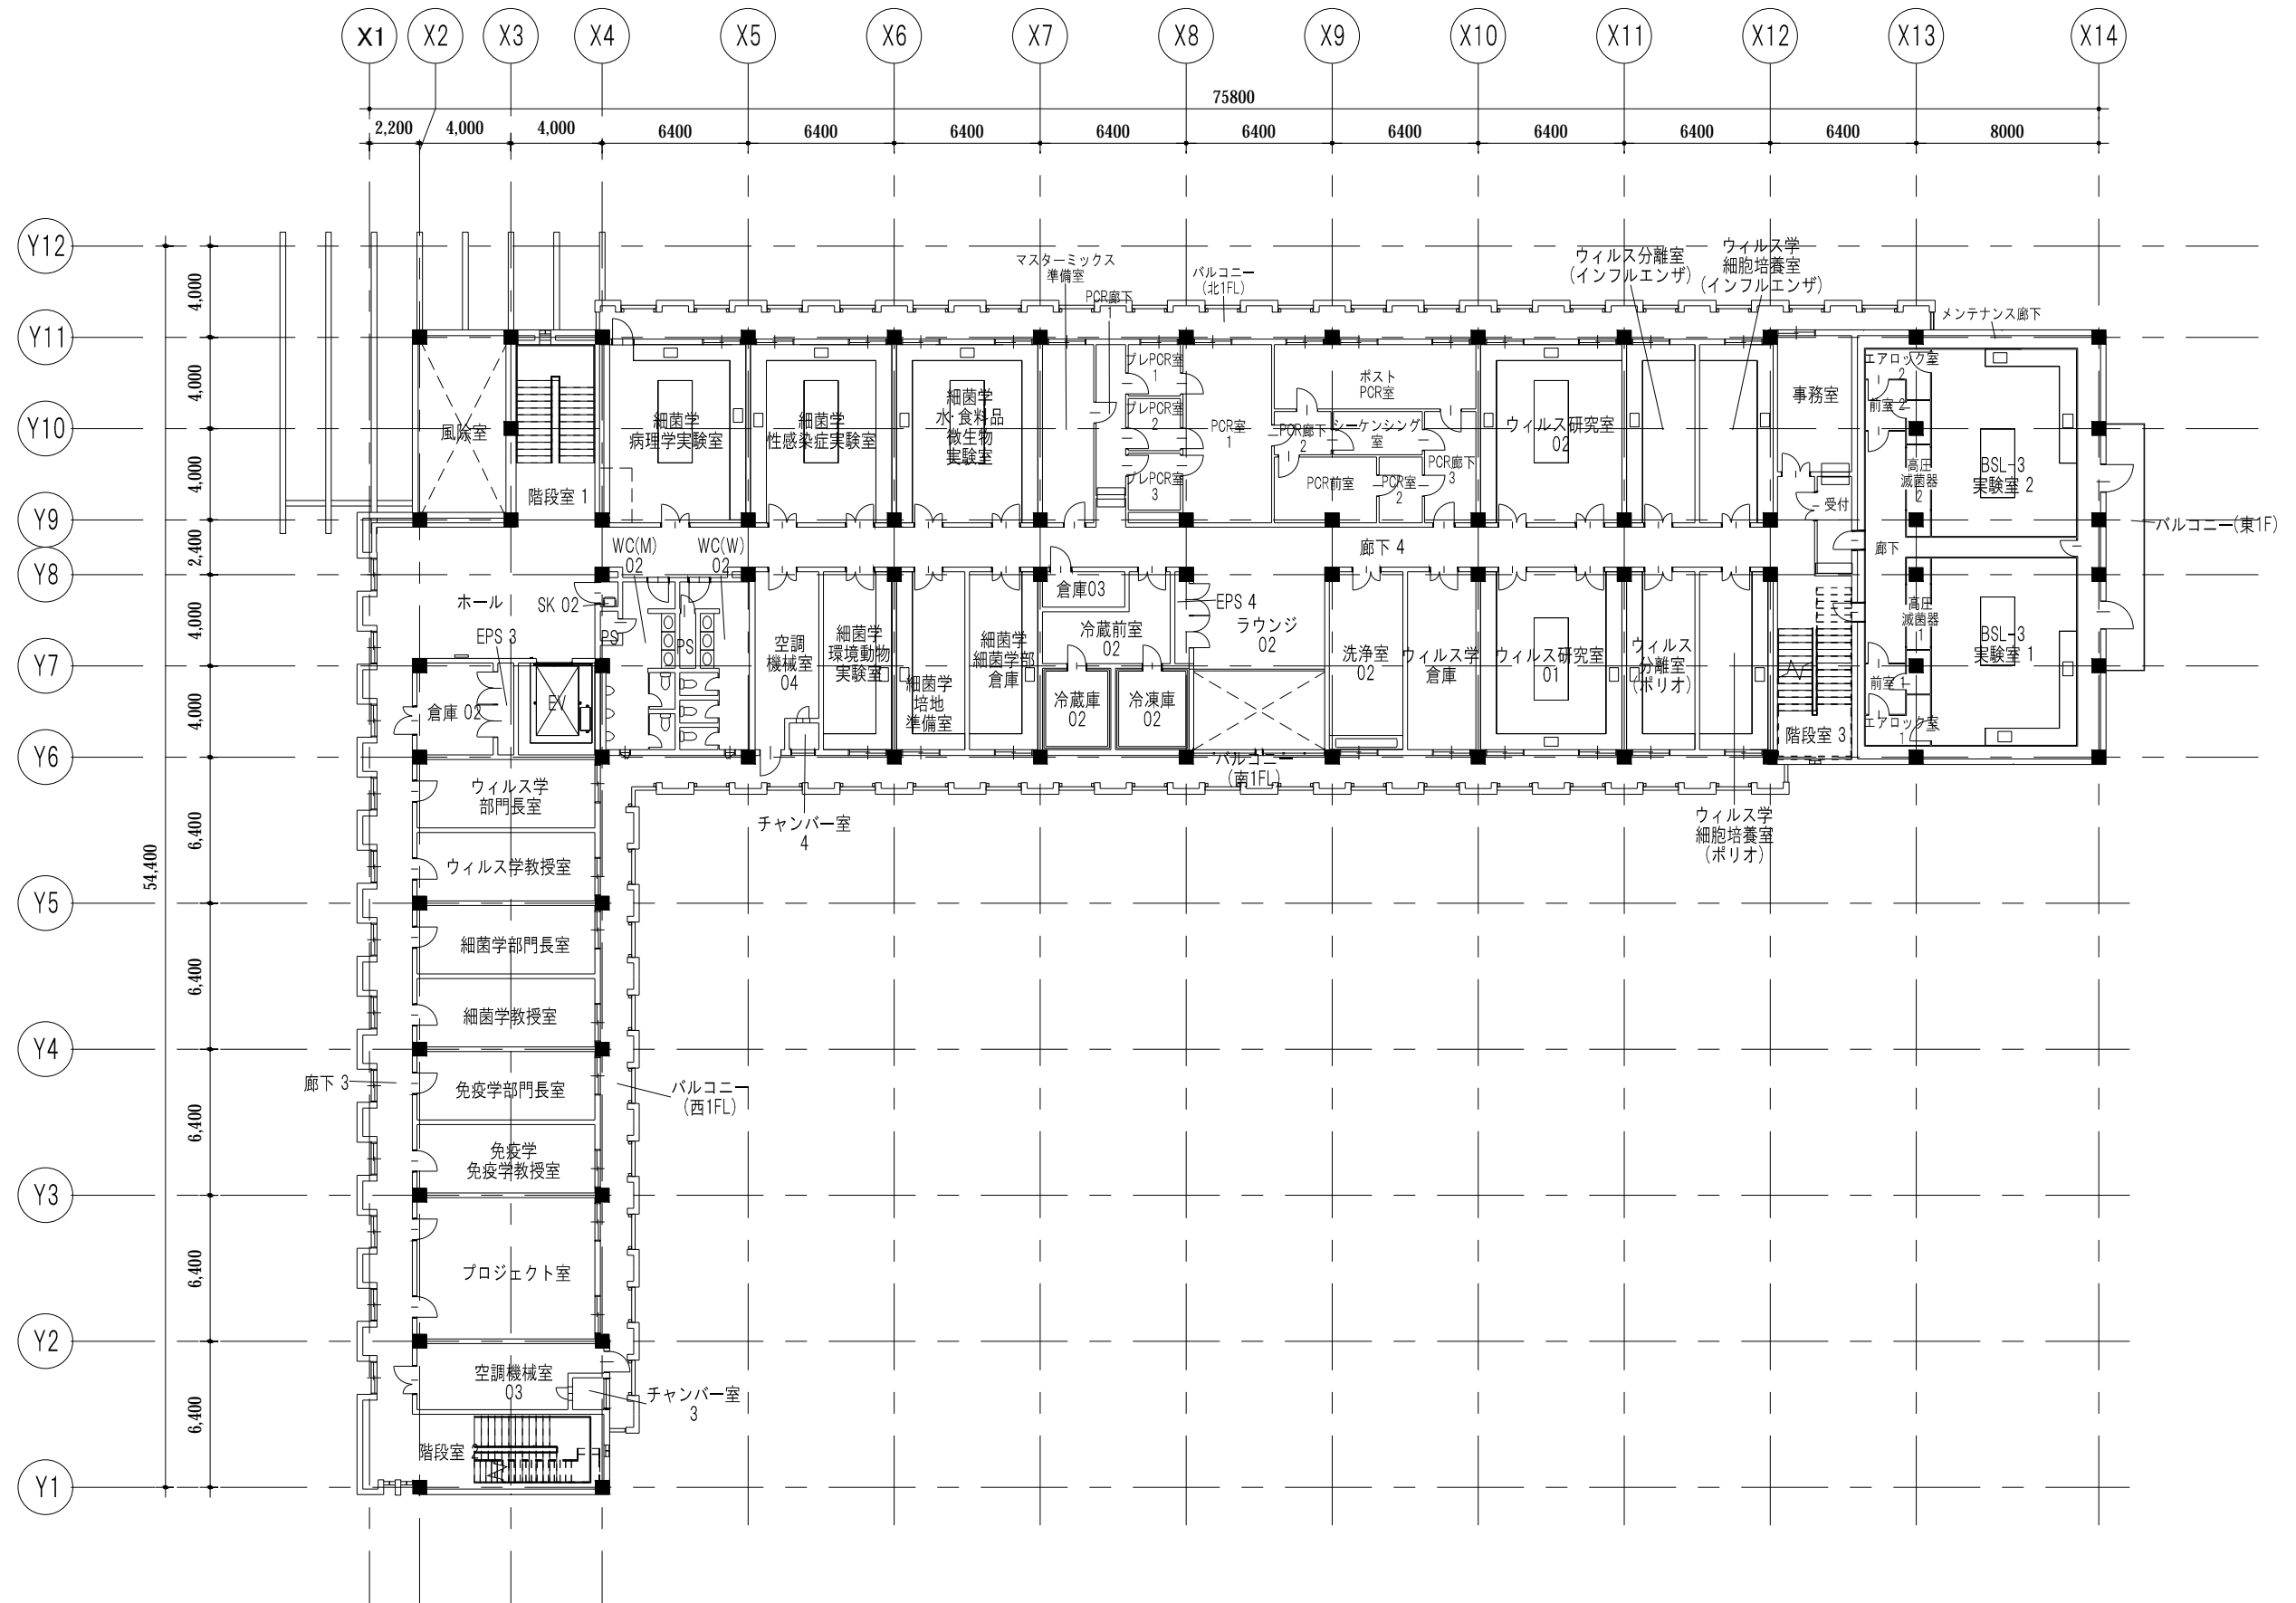 X1
X2
X3
X4
X5
X6
X7
X8
X9
X10
X11
X12
X13
X14
75800
2,200
4,000
4,000
6400
6400
6400
6400
6400
6400
6400
6400
6400
8000
Y12
Y11
Y10
Y9
Y8
Y7
Y6
Y5
Y4
Y3
Y2
Y1
54,400
4,000
4,000
4,000
2,400
4,000
4,000
6,400
6,400
6,400
6,400
6,400
マスターミックス
準備室
PCR廊下
1
バルコニー
(北1FL)
ウィルス分離室
(インフルエンザ)
ウィルス学
細胞培養室
(インフルエンザ)
メンテナンス廊下
風除室
階段室 1
細菌学
病理学実験室
細菌学
性感染症実験室
細菌学
水・食料品
微生物
実験室
プレPCR室
1
プレPCR室
2
プレPCR室
3
PCR室
1
ポスト
PCR室
PCR廊下
2
シーケンシング
室
PCR前室
PCR室
2
PCR廊下
3
ウィルス研究室
02
事務室
受付
エアロック室
2
前室 2
高圧
滅菌器
2
BSL-3
実験室 2
バルコニー(東1F)
廊下
廊下 4
WC(M)
02
WC(W)
02
ホール
SK 02
EPS 3
PS
PS
EV
倉庫 02
空調
機械室
04
細菌学
環境動物
実験室
細菌学
培地
準備室
細菌学
細菌学部
倉庫
倉庫03
冷蔵前室
02
冷蔵庫
02
冷凍庫
02
EPS 4
ラウンジ
02
洗浄室
02
ウィルス学
倉庫
ウィルス研究室
01
ウィルス
分離室
(ポリオ)
階段室 3
高圧
滅菌器
1
BSL-3
実験室 1
前室 1
エアロック室
1
バルコニー
(南1FL)
チャンバー室
4
ウィルス学
細胞培養室
(ポリオ)
ウィルス学
部門長室
ウィルス学教授室
細菌学部門長室
細菌学教授室
廊下 3
免疫学部門長室
バルコニー
(西1FL)
免疫学
免疫学教授室
プロジェクト室
空調機械室
03
チャンバー室
3
階段室 2